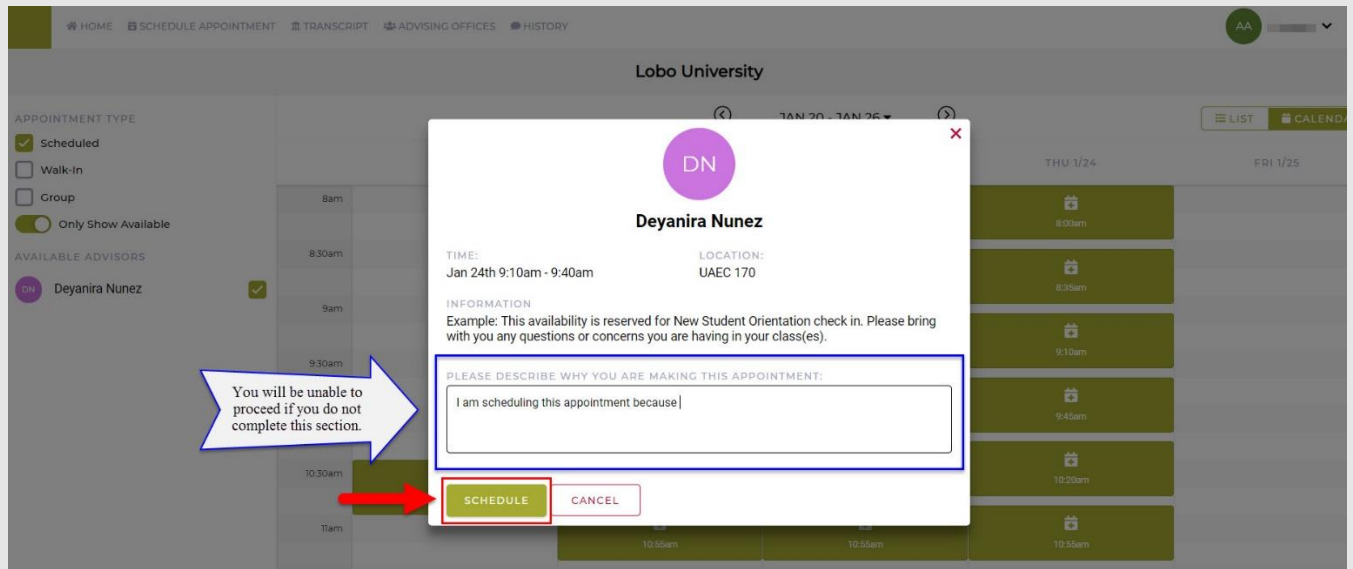 HOME SCHEDULE APPOINTMENT TRANSCRIPT ADVISING OFFICES HISTORY
AA
Lobo University
APPOINTMENT TYPE
Scheduled
Walk-In
Group
Only Show Available
AVAILABLE ADVISORS
DN Deyanira Nunez
JAN 20 - JAN 26
LIST CALENDA
THU 1/24 FRI 1/25
8am
8:30am
9am
9:30am
10:30am
11am
8:00am
8:35am
9:10am
9:45am
10:20am
10:55am 10:55am 10:55am
DN
Deyanira Nunez
TIME: LOCATION:
Jan 24th 9:10am - 9:40am UAEC 170
INFORMATION
Example: This availability is reserved for New Student Orientation check in. Please bring
with you any questions or concerns you are having in your class(es).
PLEASE DESCRIBE WHY YOU ARE MAKING THIS APPOINTMENT:
I am scheduling this appointment because
You will be unable to
proceed if you do not
complete this section.
SCHEDULE CANCEL